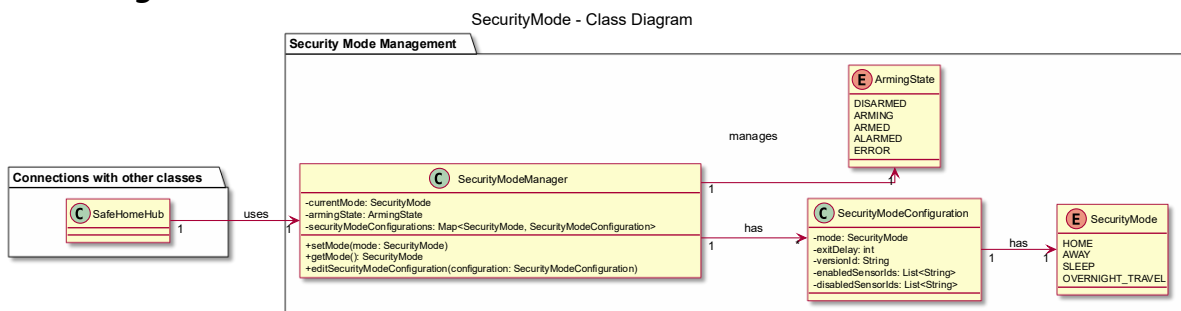 SecurityMode - Class Diagram
Security Mode Management
E ArmingState
DISARMED
ARMING
ARMED
ALARMED
ERROR
manages
Connections with other classes
C SafeHomeHub
1
uses
1
C SecurityModeManager
-currentMode: SecurityMode
-armingState: ArmingState
-securityModeConfigurations: Map<SecurityMode, SecurityModeConfiguration>
+setMode(mode: SecurityMode)
+getMode(): SecurityMode
+editSecurityModeConfiguration(configuration: SecurityModeConfiguration)
1
1
1
has
*
C SecurityModeConfiguration
-mode: SecurityMode
-exitDelay: int
-versionId: String
-enabledSensorIds: List<String>
-disabledSensorIds: List<String>
1
has
1
E SecurityMode
HOME
AWAY
SLEEP
OVERNIGHT_TRAVEL